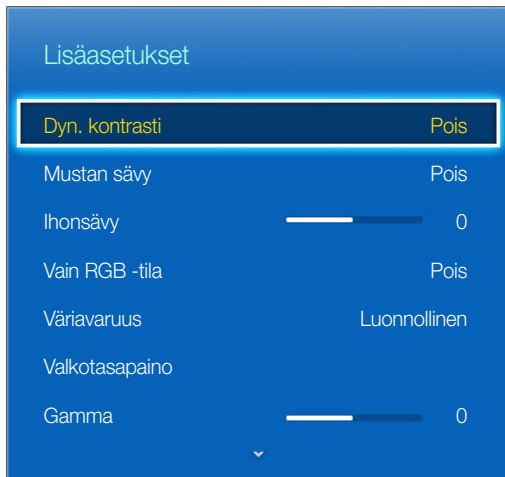 Lisäasetukset
Dyn. kontrasti Pois
Mustan sävy Pois
Ihonsävy 0
Vain RGB -tila Pois
Väriavaruus Luonnollinen
Valkotasapaino
Gamma 0